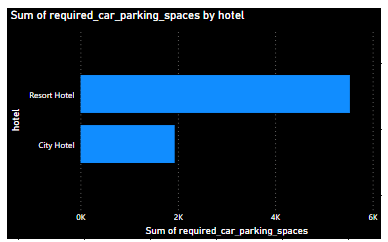 Sum of required_car_parking_spaces by hotel
hotel
Resort Hotel
City Hotel
0K 2K 4K 6K
Sum of required_car_parking_spaces